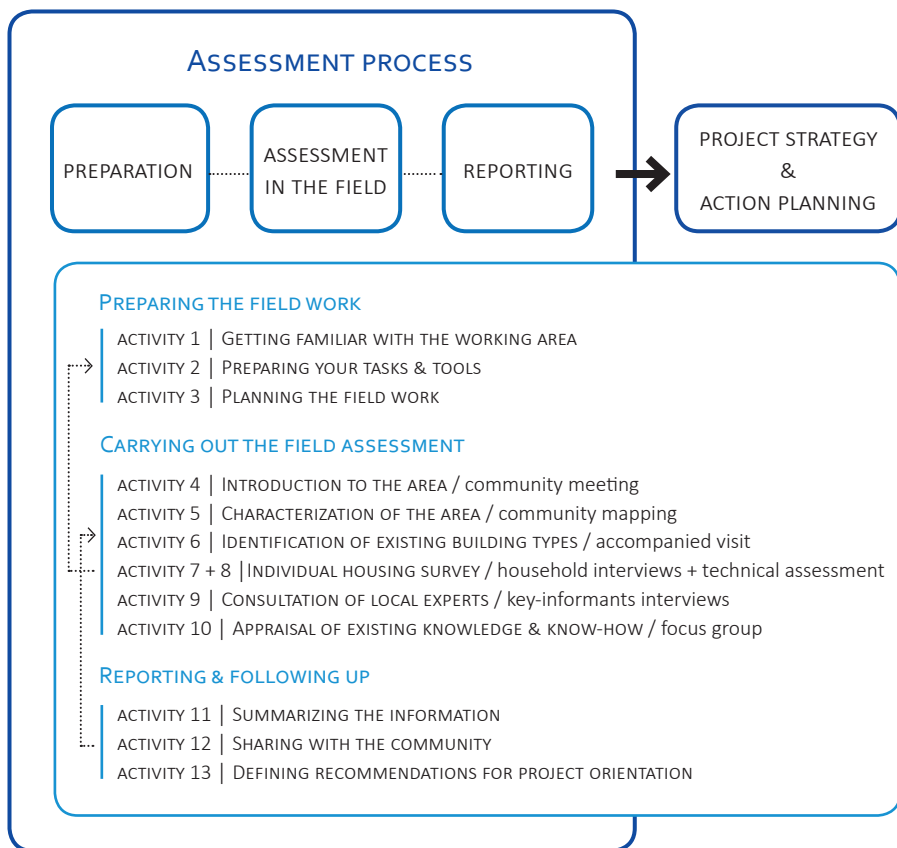 ASSESSMENT PROCESS
PREPARATION
ASSESSMENT
IN THE FIELD
REPORTING
PROJECT STRATEGY
&
ACTION PLANNING
PREPARING THE FIELD WORK
ACTIVITY 1 | GETTING FAMILIAR WITH THE WORKING AREA
ACTIVITY 2 | PREPARING YOUR TASKS & TOOLS
ACTIVITY 3 | PLANNING THE FIELD WORK
CARRYING OUT THE FIELD ASSESSMENT
ACTIVITY 4 | INTRODUCTION TO THE AREA / community meeting
ACTIVITY 5 | CHARACTERIZATION OF THE AREA / community mapping
ACTIVITY 6 | IDENTIFICATION OF EXISTING BUILDING TYPES / accompanied visit
ACTIVITY 7 + 8 | INDIVIDUAL HOUSING SURVEY / household interviews + technical assessment
ACTIVITY 9 | CONSULTATION OF LOCAL EXPERTS / key-informants interviews
ACTIVITY 10 | APPRAISAL OF EXISTING KNOWLEDGE & KNOW-HOW / focus group
REPORTING & FOLLOWING UP
ACTIVITY 11 | SUMMARIZING THE INFORMATION
ACTIVITY 12 | SHARING WITH THE COMMUNITY
ACTIVITY 13 | DEFINING RECOMMENDATIONS FOR PROJECT ORIENTATION